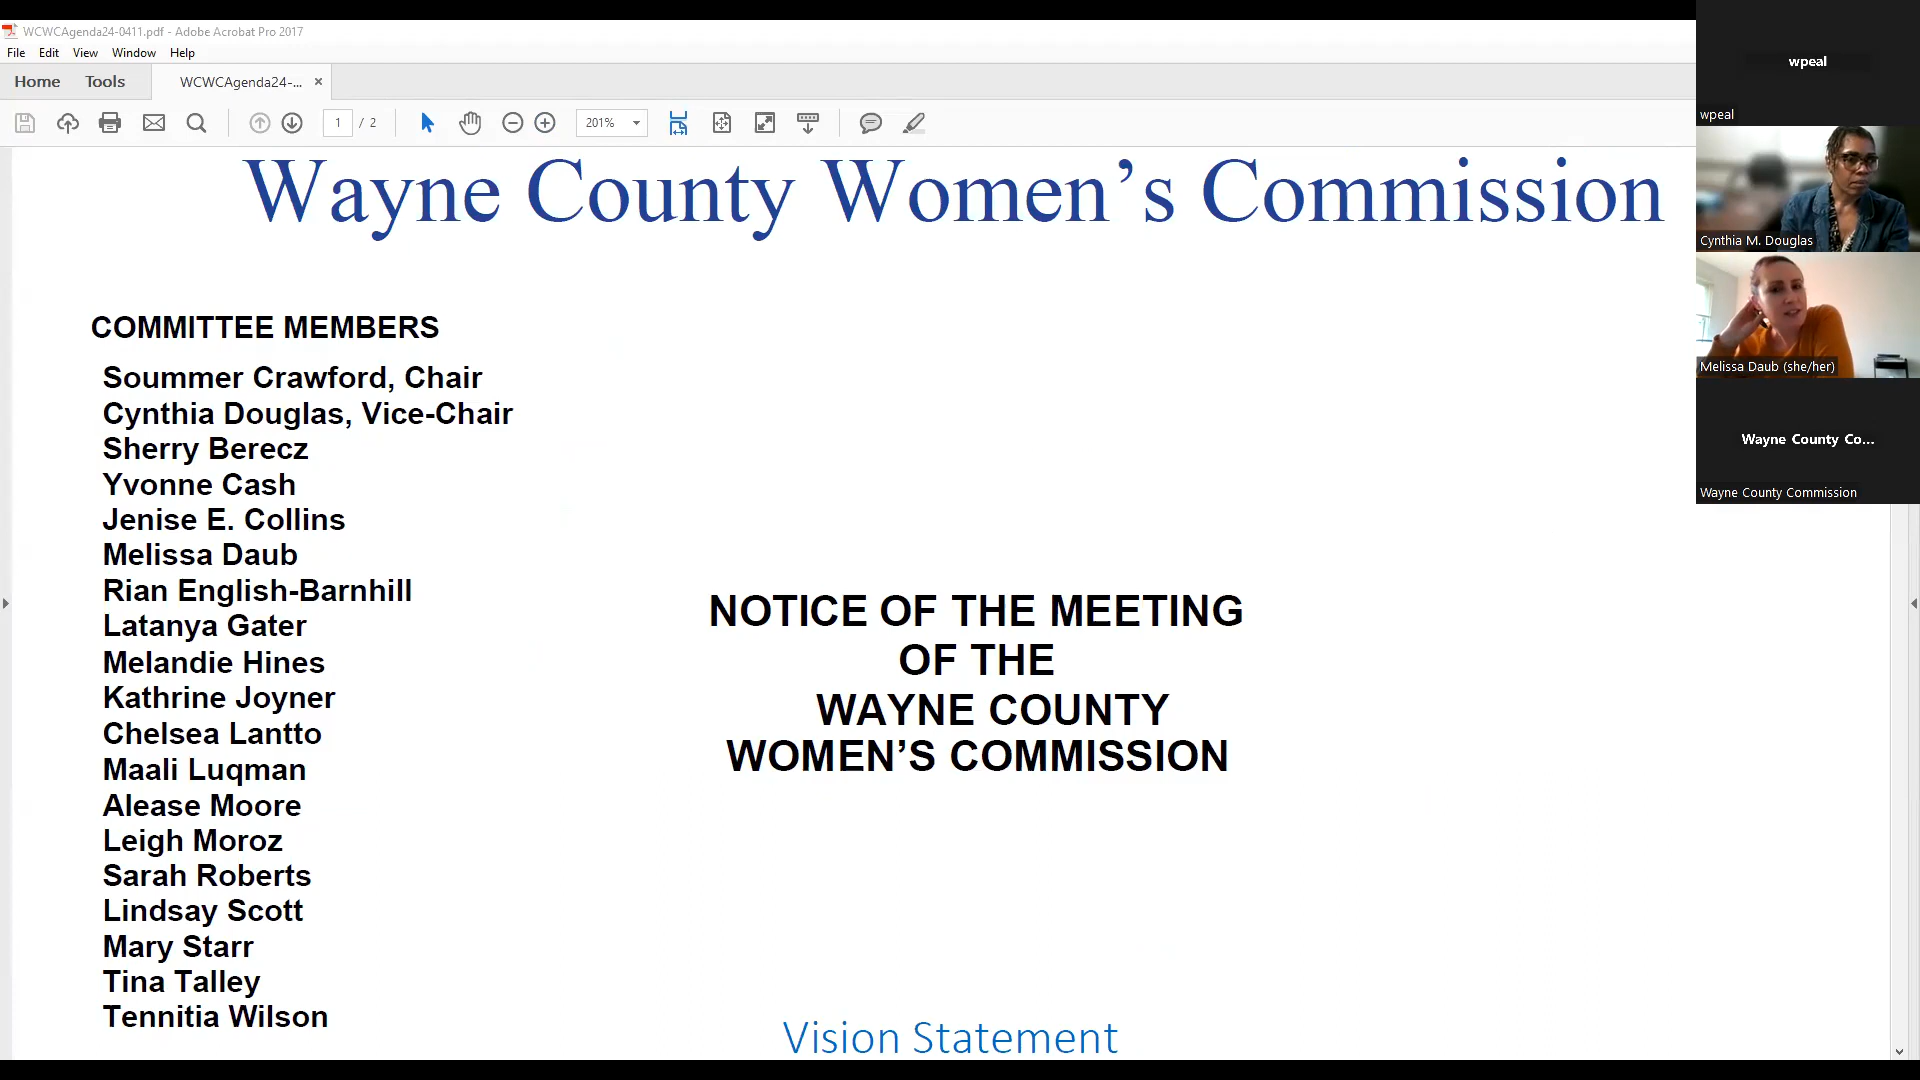 WCWCAgenda24-0411.pdf - Adobe Acrobat Pro 2017
File Edit View Window Help
Home Tools WCWCAgenda24-... ×
1 / 2 201%
Wayne County Women’s Commission
COMMITTEE MEMBERS
Soummer Crawford, Chair
Cynthia Douglas, Vice-Chair
Sherry Berecz
Yvonne Cash
Jenise E. Collins
Melissa Daub
Rian English-Barnhill
Latanya Gater
Melandie Hines
Kathrine Joyner
Chelsea Lantto
Maali Luqman
Alease Moore
Leigh Moroz
Sarah Roberts
Lindsay Scott
Mary Starr
Tina Talley
Tennitia Wilson
NOTICE OF THE MEETING
OF THE
WAYNE COUNTY
WOMEN’S COMMISSION
Vision Statement
wpeal
wpeal
Cynthia M. Douglas
Melissa Daub (she/her)
Wayne County Co...
Wayne County Commission